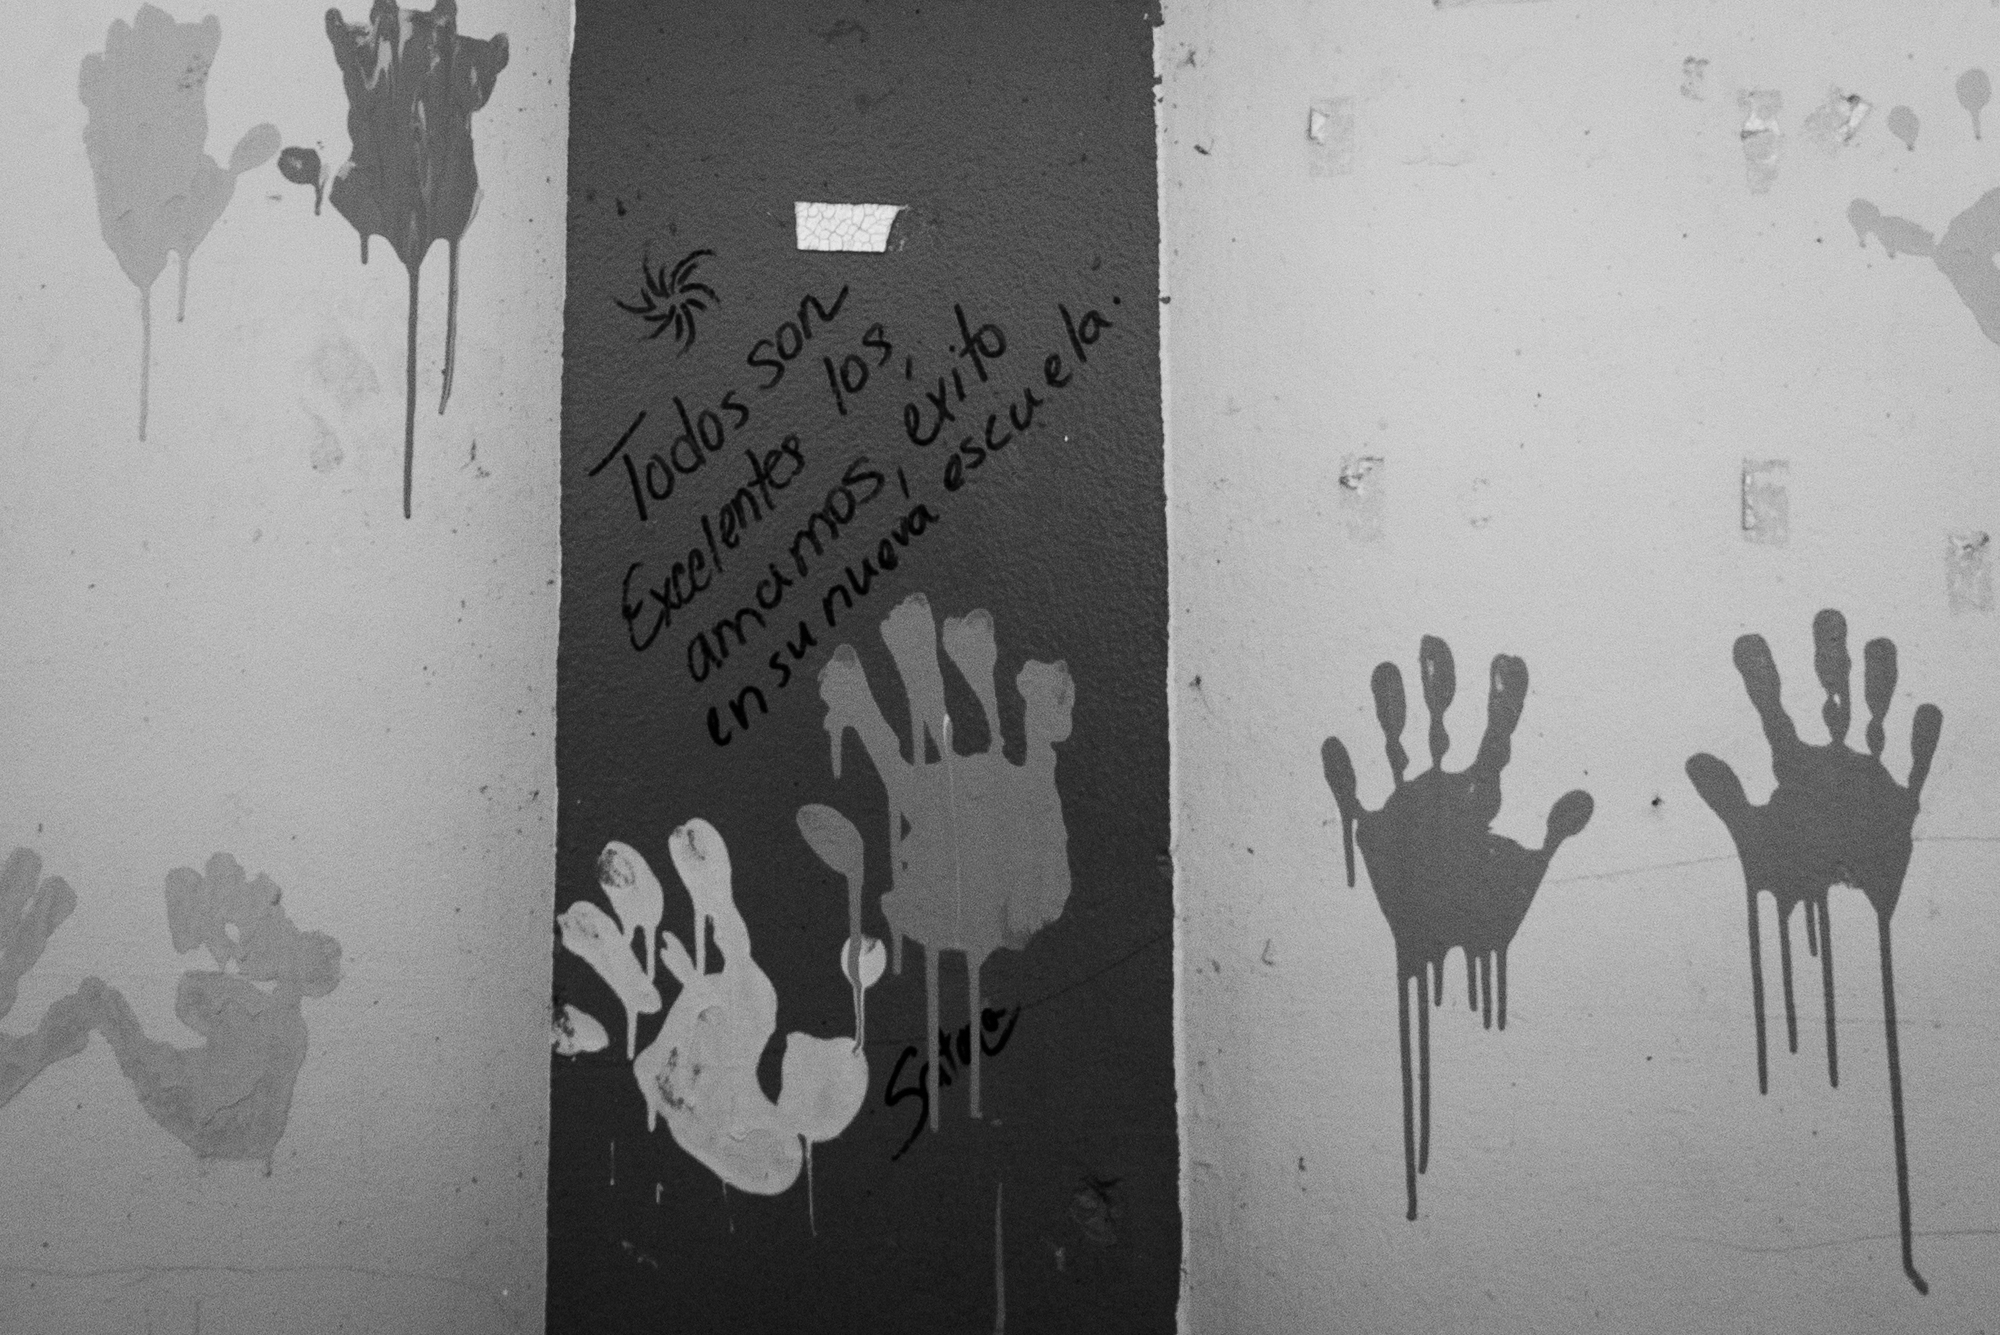 Todos son
Excelentes los,
amamos, éxito
en su nueva escuela.